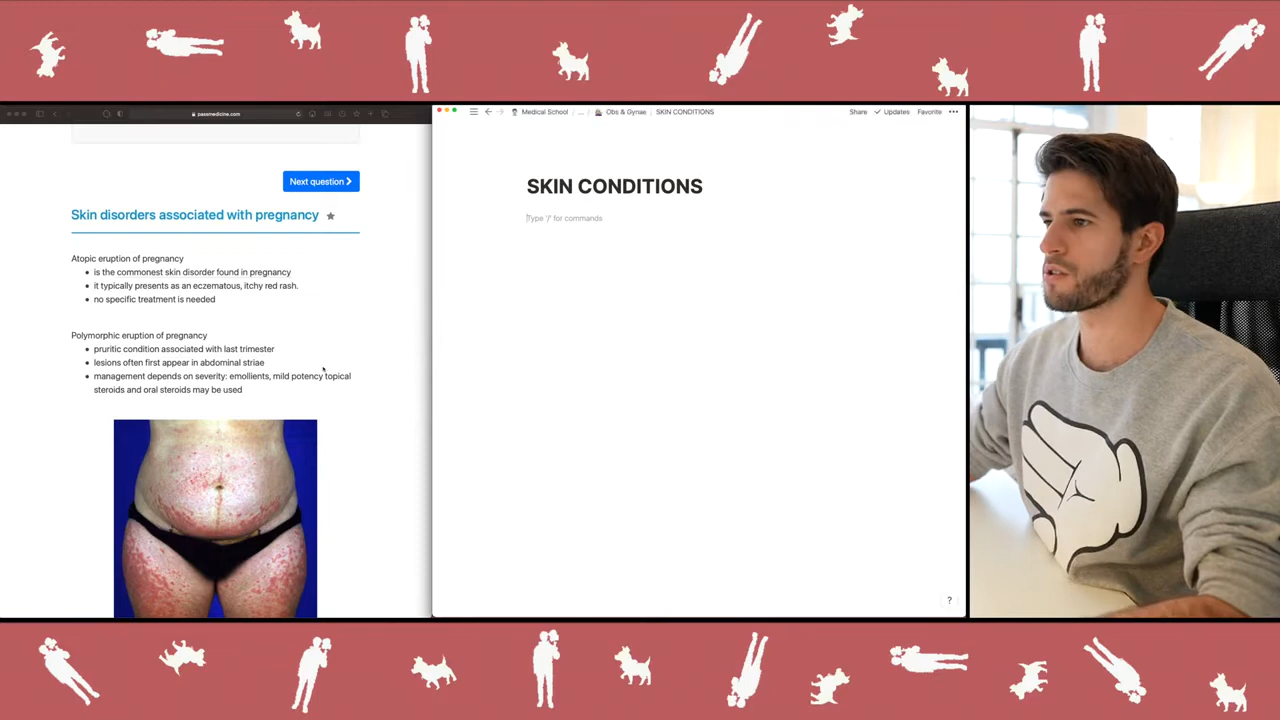 passmedicine.com
Next question
Skin disorders associated with pregnancy
Atopic eruption of pregnancy
is the commonest skin disorder found in pregnancy
it typically presents as an eczematous, itchy red rash.
no specific treatment is needed
Polymorphic eruption of pregnancy
pruritic condition associated with last trimester
lesions often first appear in abdominal striae
management depends on severity: emollients, mild potency topical
steroids and oral steroids may be used
Medical School / ... / Obs & Gynae / SKIN CONDITIONS
Share Updates Favorite
SKIN CONDITIONS
Type '/' for commands
?